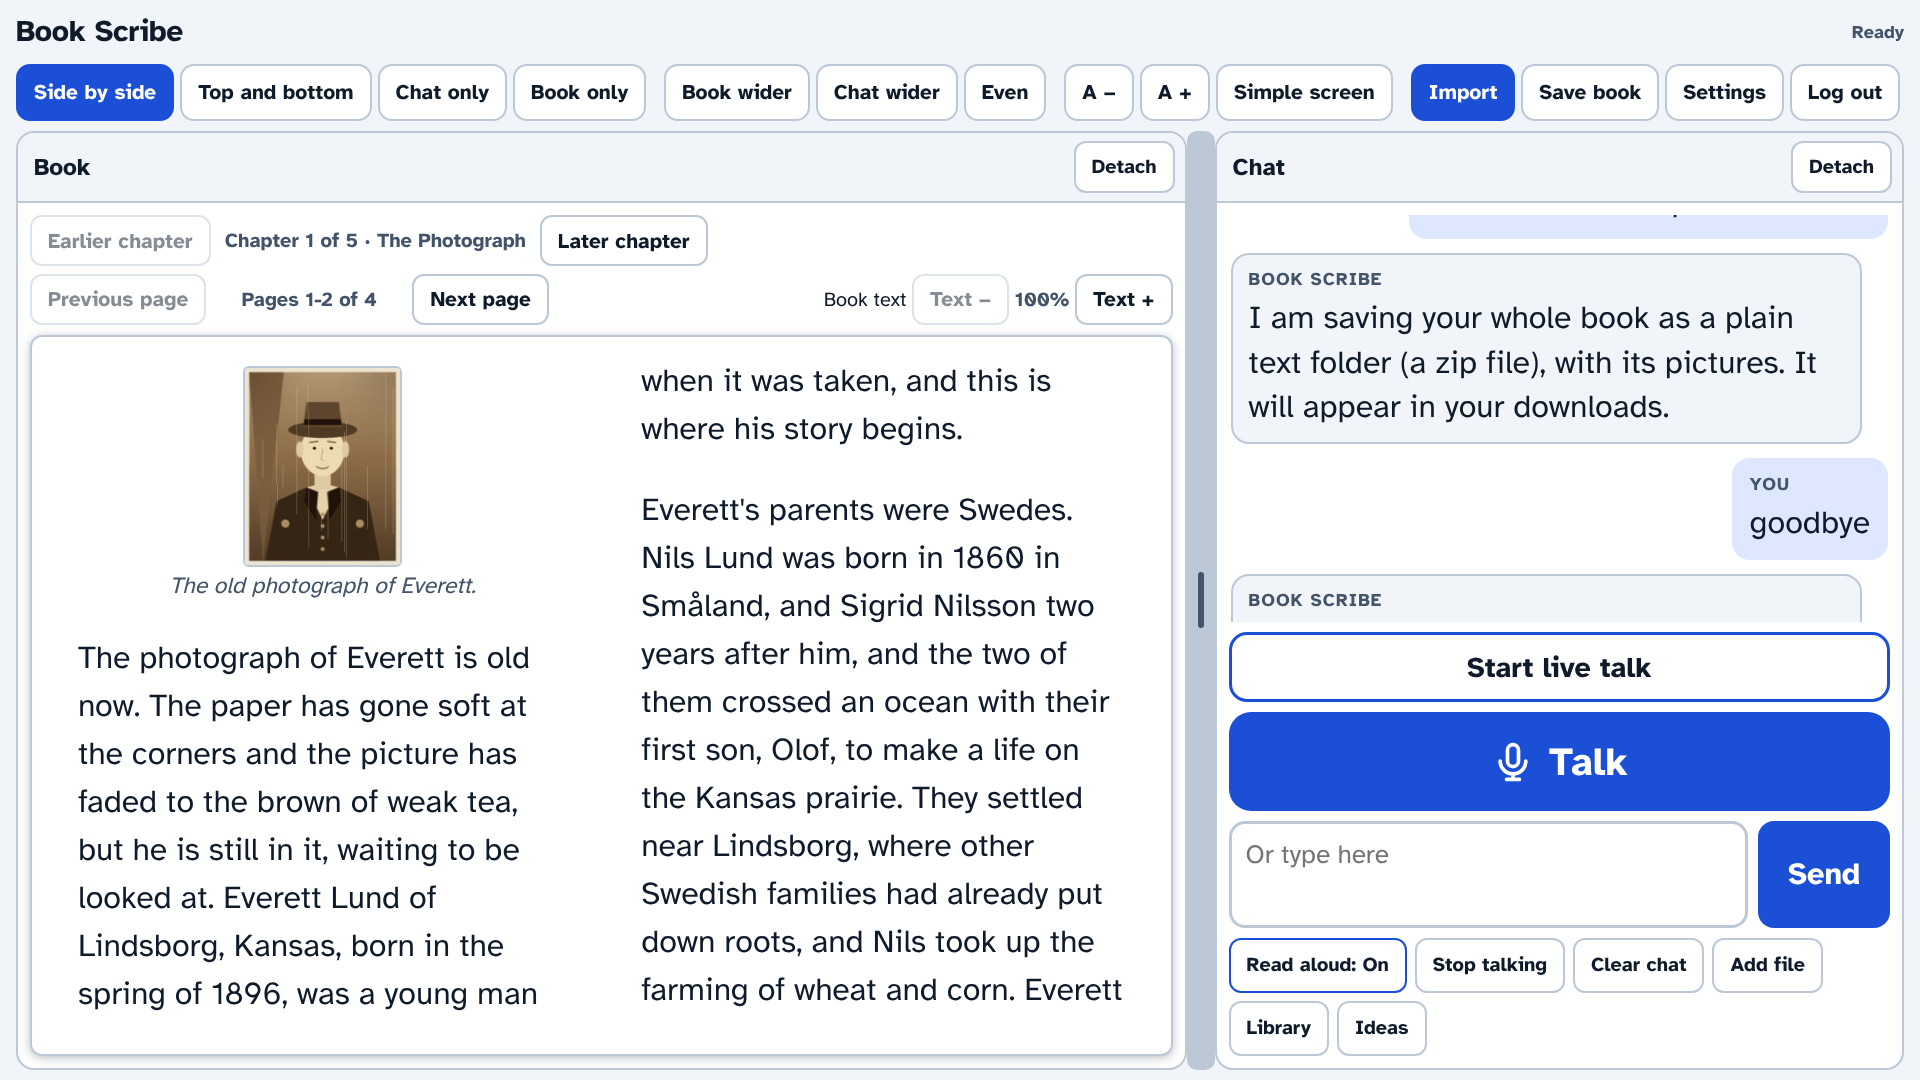 Book Scribe
Ready
Side by side
Top and bottom
Chat only
Book only
Book wider
Chat wider
Even
A –
A +
Simple screen
Import
Save book
Settings
Log out
Book
Detach
Earlier chapter
Chapter 1 of 5 · The Photograph
Later chapter
Previous page
Pages 1-2 of 4
Next page
Book text
Text –
100%
Text +
The old photograph of Everett.
The photograph of Everett is old
now. The paper has gone soft at
the corners and the picture has
faded to the brown of weak tea,
but he is still in it, waiting to be
looked at. Everett Lund of
Lindsborg, Kansas, born in the
spring of 1896, was a young man
when it was taken, and this is
where his story begins.
Everett's parents were Swedes.
Nils Lund was born in 1860 in
Småland, and Sigrid Nilsson two
years after him, and the two of
them crossed an ocean with their
first son, Olof, to make a life on
the Kansas prairie. They settled
near Lindsborg, where other
Swedish families had already put
down roots, and Nils took up the
farming of wheat and corn. Everett
Chat
Detach
BOOK SCRIBE
I am saving your whole book as a plain
text folder (a zip file), with its pictures. It
will appear in your downloads.
YOU
goodbye
BOOK SCRIBE
Start live talk
Talk
Or type here
Send
Read aloud: On
Stop talking
Clear chat
Add file
Library
Ideas